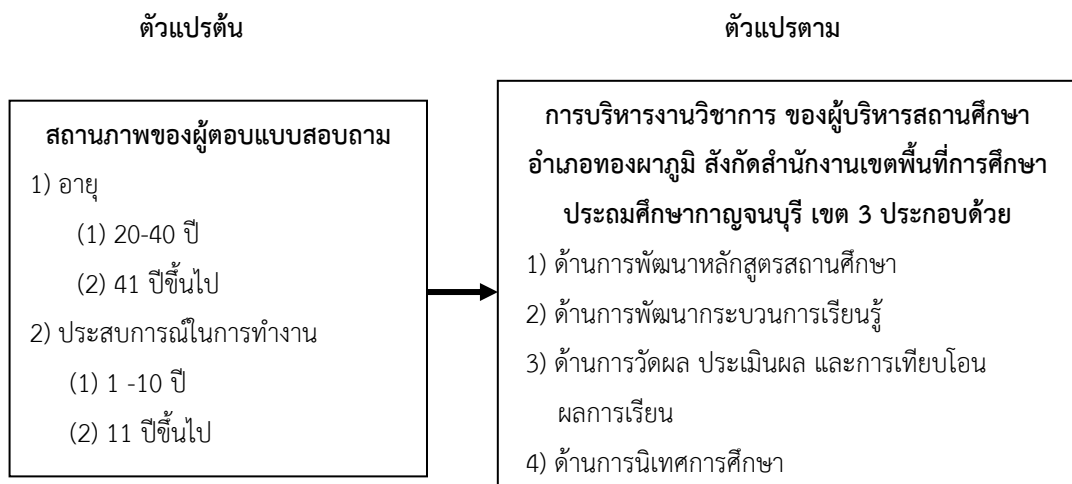 ตัวแปรต้น
ตัวแปรตาม
สถานภาพของผู้ตอบแบบสอบถาม
1) อายุ
(1) 20-40 ปี
(2) 41 ปีขึ้นไป
2) ประสบการณ์ในการทำงาน
(1) 1 -10 ปี
(2) 11 ปีขึ้นไป
การบริหารงานวิชาการ ของผู้บริหารสถานศึกษา
อำเภอทองผาภูมิ สังกัดสำนักงานเขตพื้นที่การศึกษา
ประถมศึกษากาญจนบุรี เขต 3 ประกอบด้วย
1) ด้านการพัฒนาหลักสูตรสถานศึกษา
2) ด้านการพัฒนากระบวนการเรียนรู้
3) ด้านการวัดผล ประเมินผล และการเทียบโอน
ผลการเรียน
4) ด้านการนิเทศการศึกษา